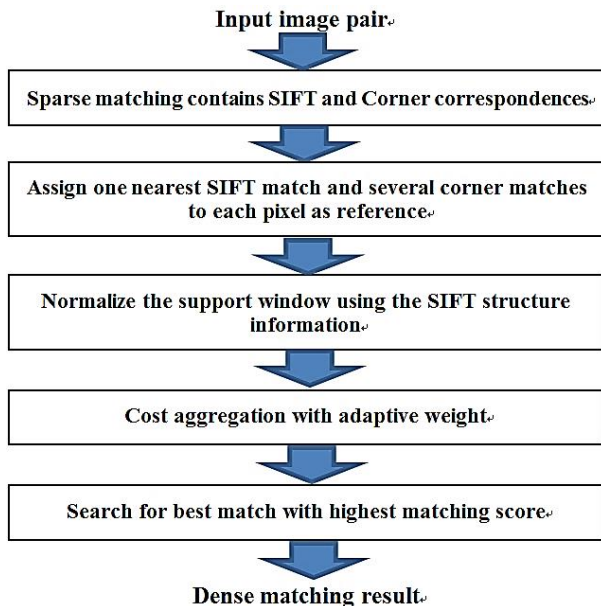 Input image pair
Sparse matching contains SIFT and Corner correspondences
Assign one nearest SIFT match and several corner matches
to each pixel as reference
Normalize the support window using the SIFT structure
information
Cost aggregation with adaptive weight
Search for best match with highest matching score
Dense matching result